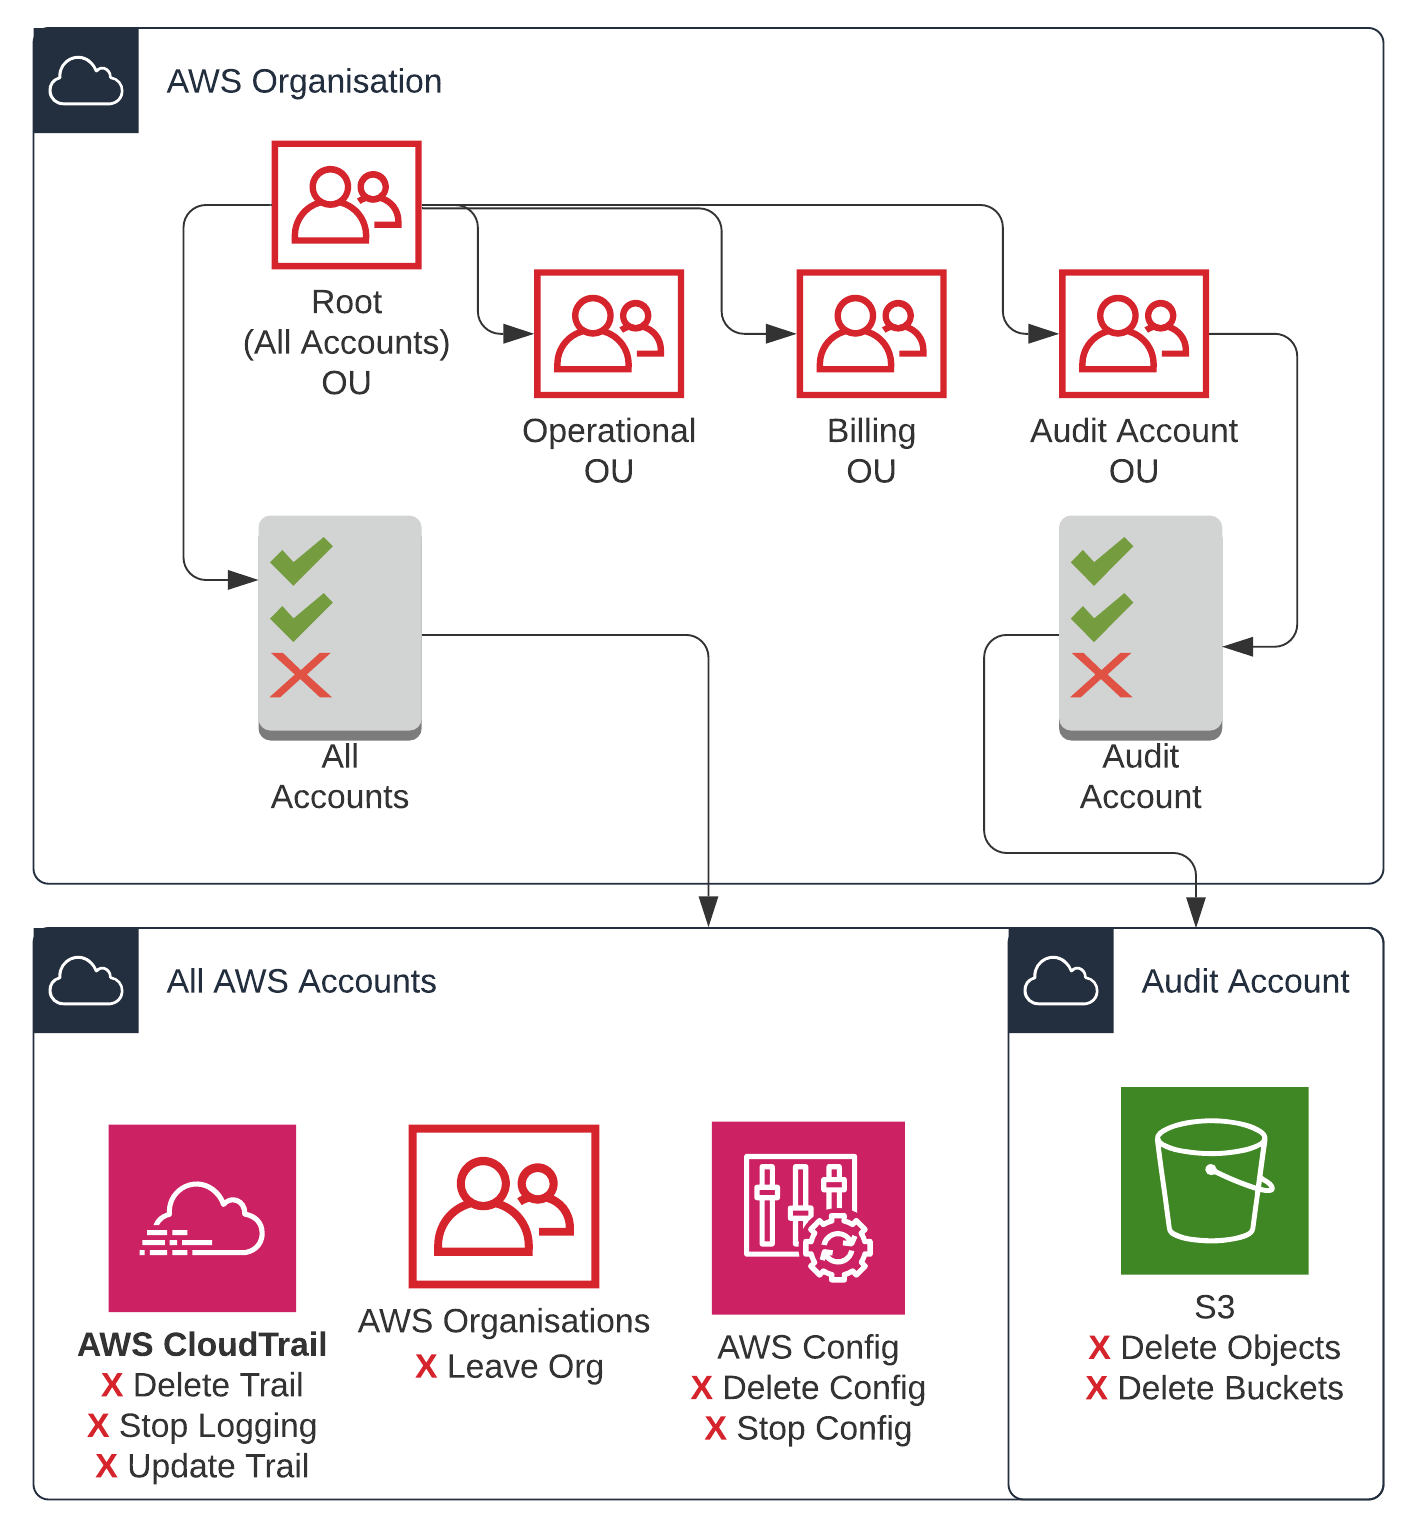 AWS Organisation
Root
(All Accounts)
OU
Operational
OU
Billing
OU
Audit Account
OU
All
Accounts
Audit
Account
All AWS Accounts
AWS CloudTrail
X Delete Trail
X Stop Logging
X Update Trail
AWS Organisations
X Leave Org
AWS Config
X Delete Config
X Stop Config
Audit Account
S3
X Delete Objects
X Delete Buckets